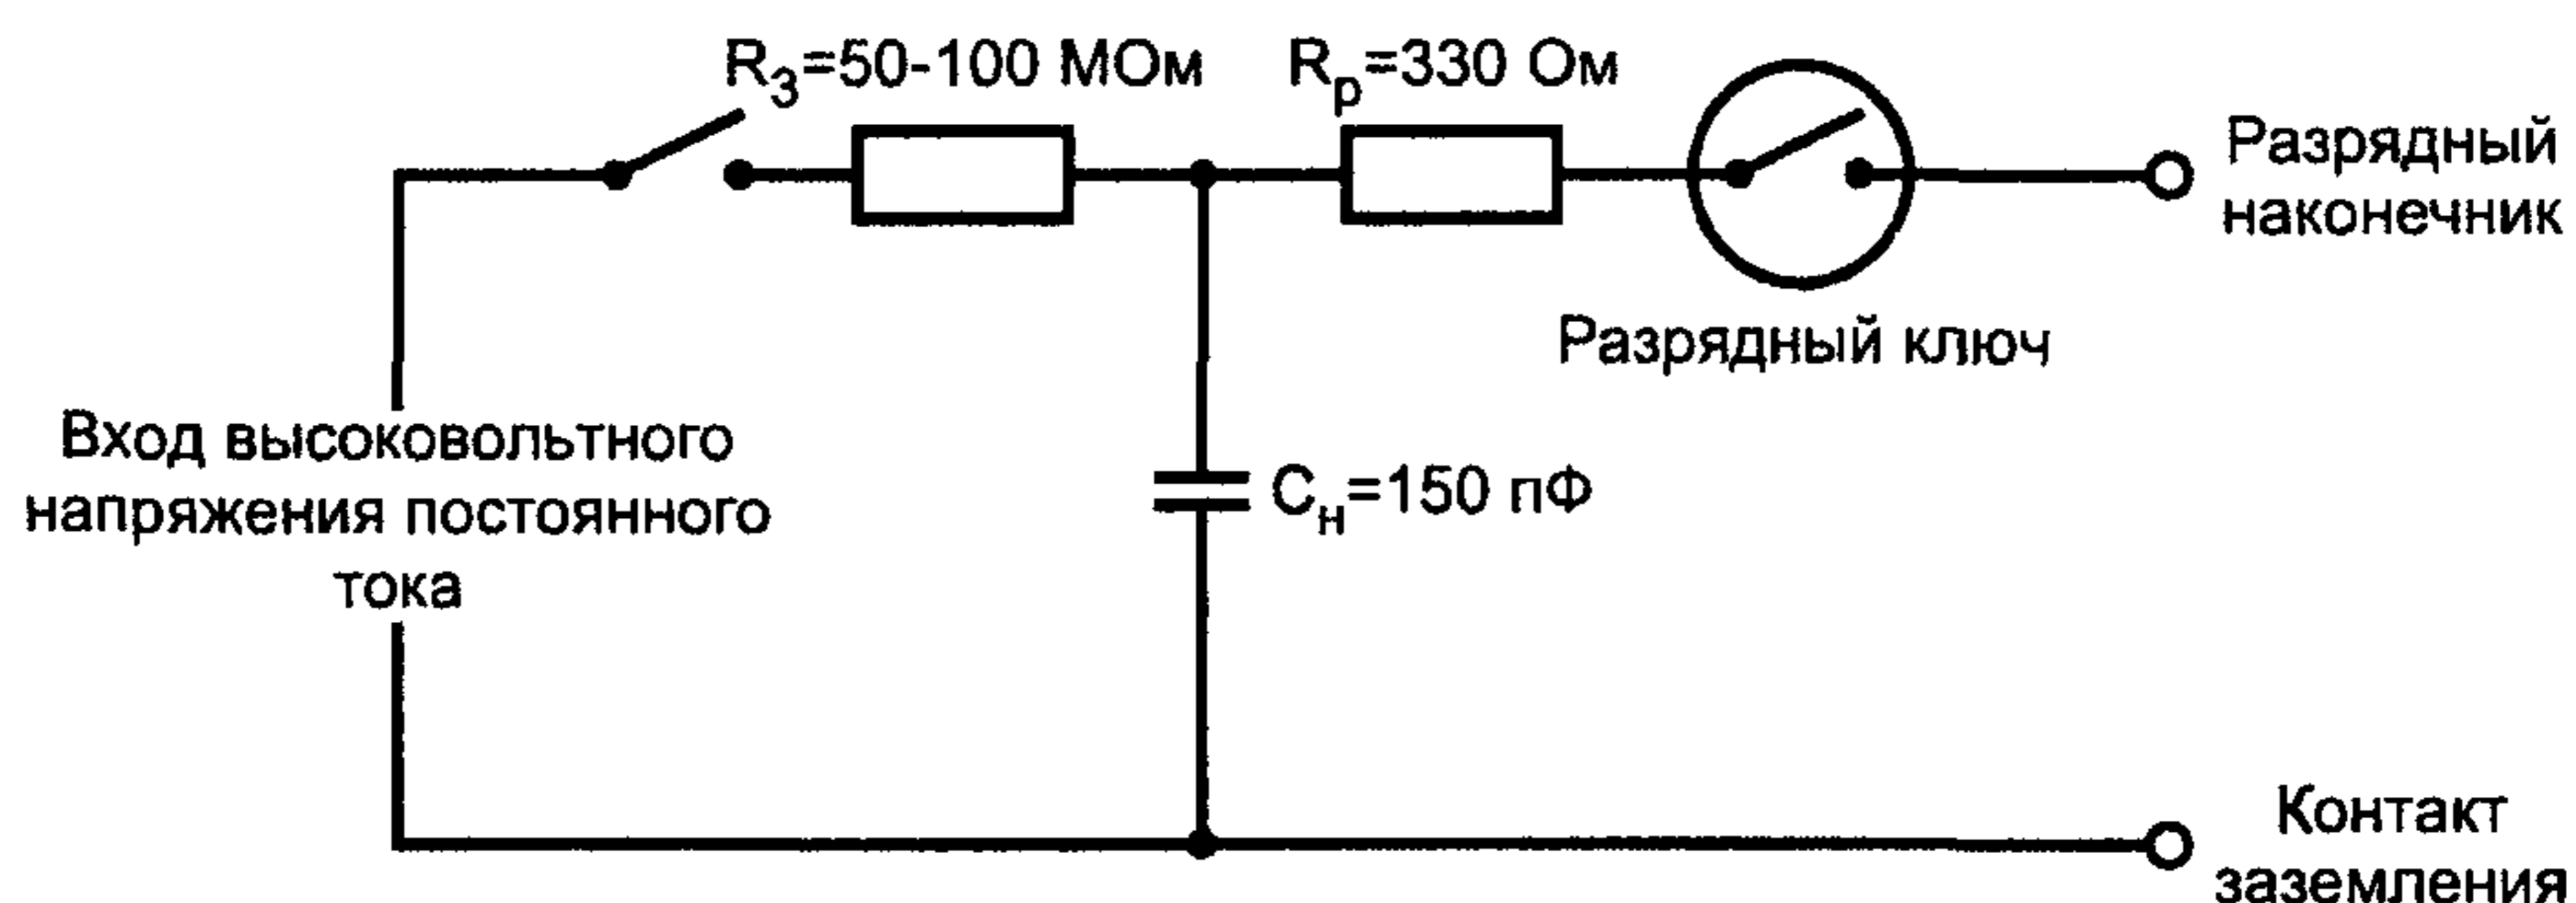 R₃=50-100 МОм
Rр=330 Ом
Разрядный
наконечник
Разрядный ключ
Вход высоковольтного
напряжения постоянного
тока
Cн=150 пФ
Контакт
заземления